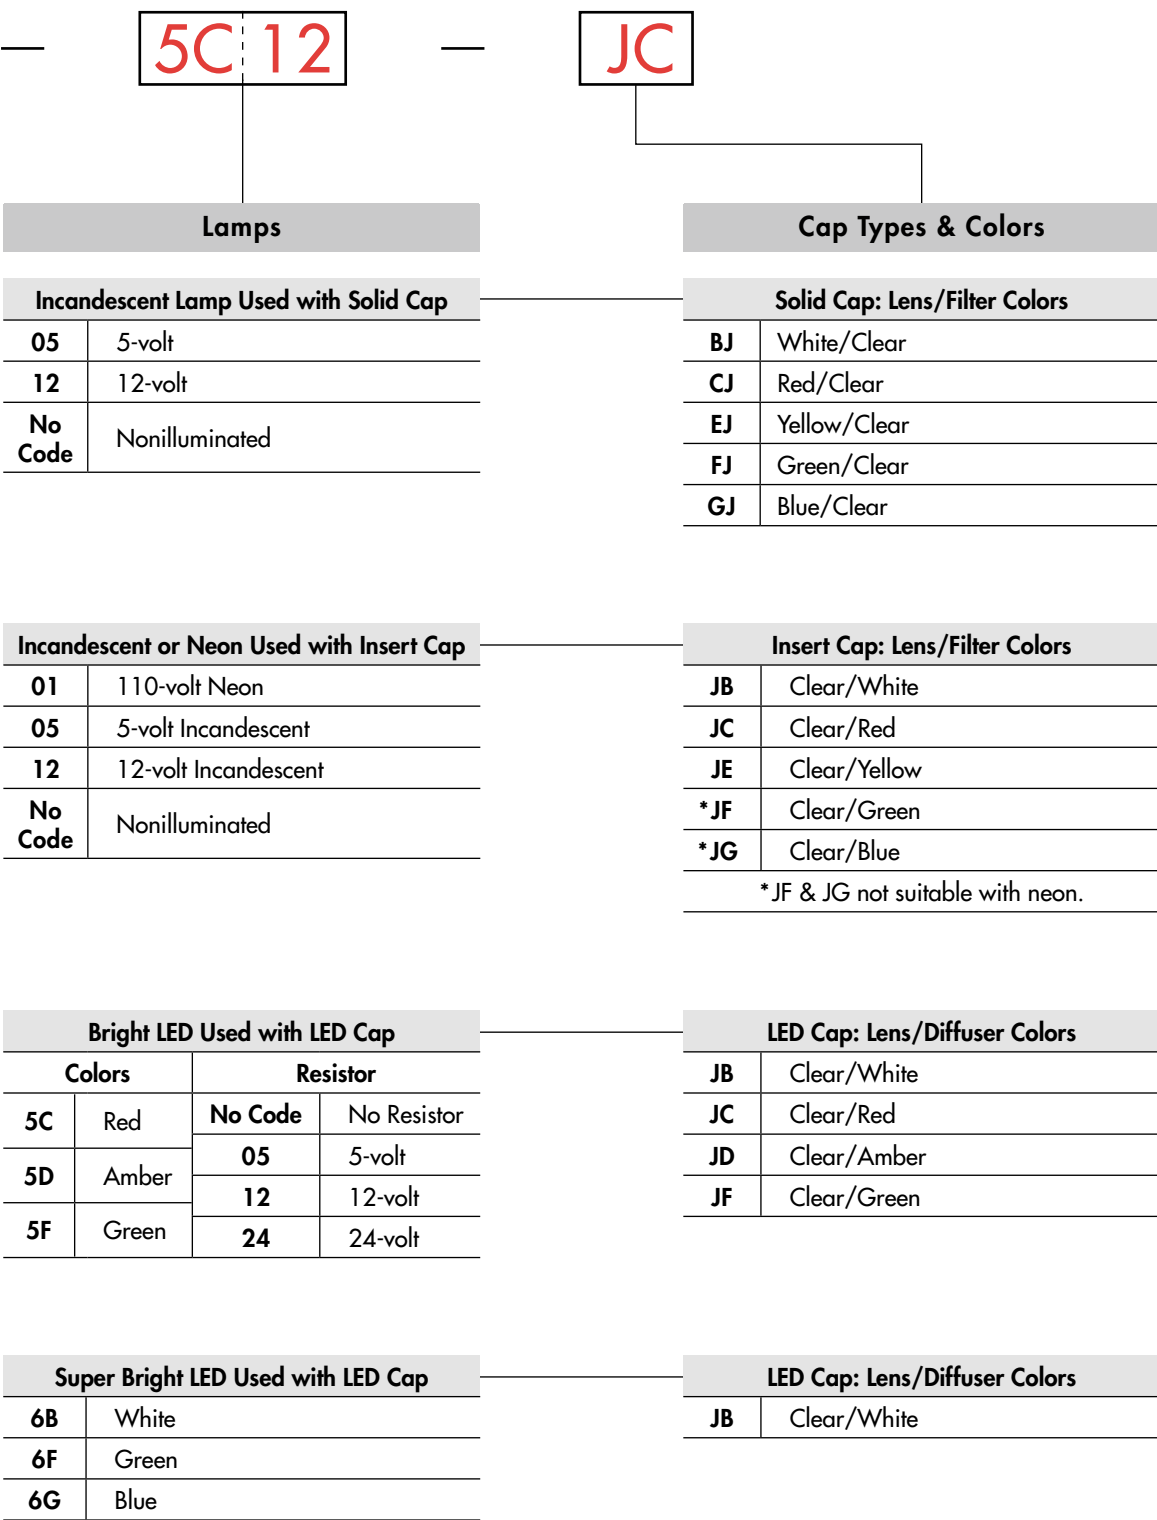 — 5C 12 — JC
Lamps
Incandescent Lamp Used with Solid Cap
05 5-volt
12 12-volt
No Code Nonilluminated
Cap Types & Colors
Solid Cap: Lens/Filter Colors
BJ White/Clear
CJ Red/Clear
EJ Yellow/Clear
FJ Green/Clear
GJ Blue/Clear
Incandescent or Neon Used with Insert Cap
01 110-volt Neon
05 5-volt Incandescent
12 12-volt Incandescent
No Code Nonilluminated
Insert Cap: Lens/Filter Colors
JB Clear/White
JC Clear/Red
JE Clear/Yellow
*JF Clear/Green
*JG Clear/Blue
*JF & JG not suitable with neon.
Bright LED Used with LED Cap
Colors
5C Red
5D Amber
5F Green
Resistor
No Code No Resistor
05 5-volt
12 12-volt
24 24-volt
LED Cap: Lens/Diffuser Colors
JB Clear/White
JC Clear/Red
JD Clear/Amber
JF Clear/Green
Super Bright LED Used with LED Cap
6B White
6F Green
6G Blue
LED Cap: Lens/Diffuser Colors
JB Clear/White